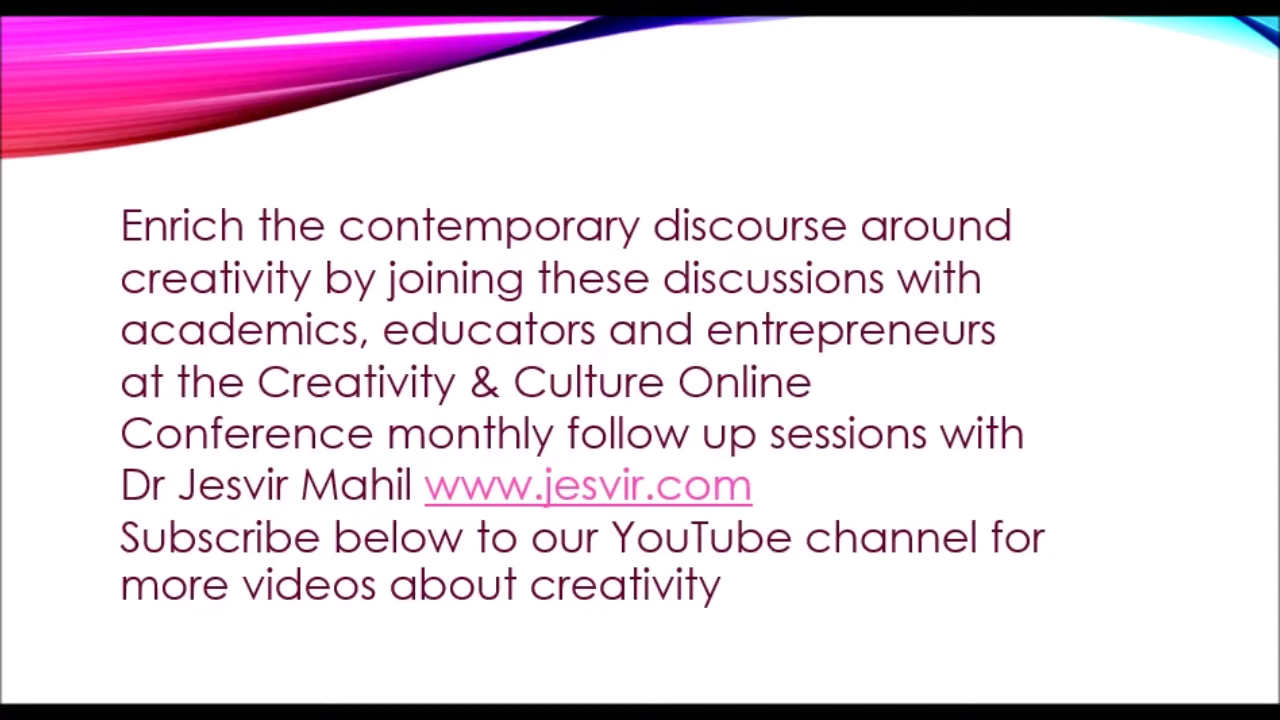 Enrich the contemporary discourse around
creativity by joining these discussions with
academics, educators and entrepreneurs
at the Creativity & Culture Online
Conference monthly follow up sessions with
Dr Jesvir Mahil www.jesvir.com
Subscribe below to our YouTube channel for
more videos about creativity